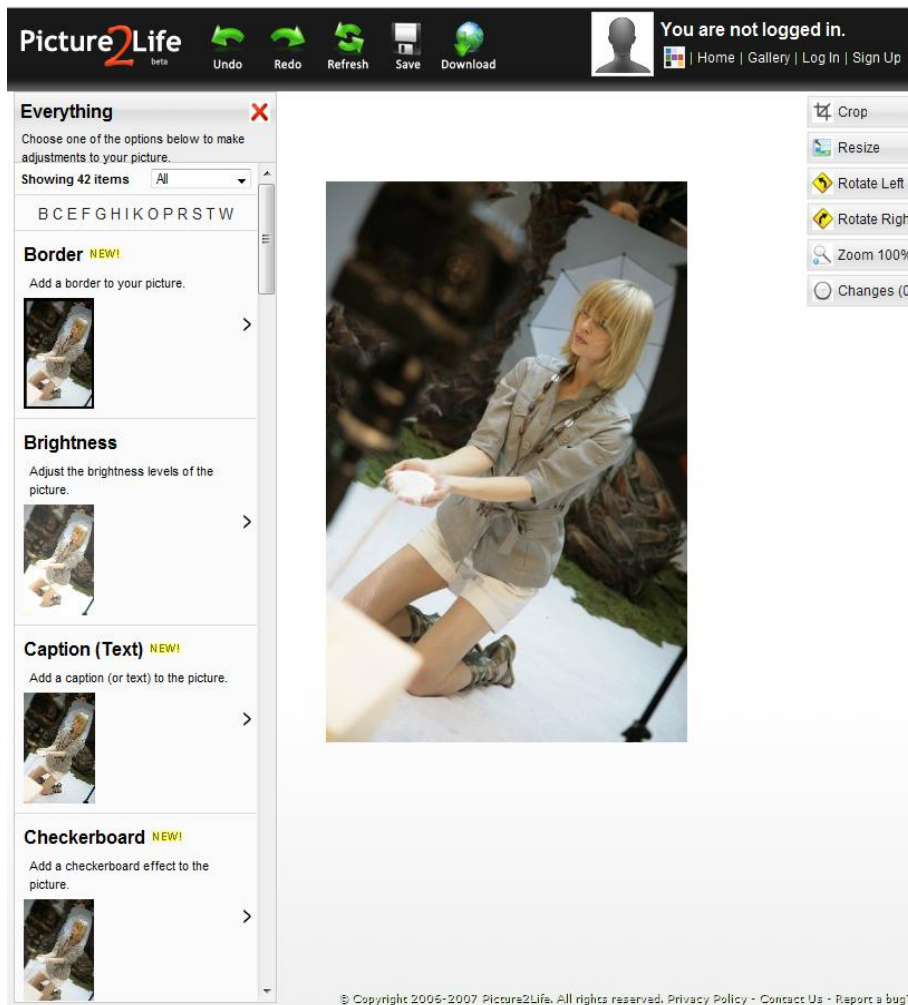 Picture2Life
beta
Undo
Redo
Refresh
Save
Download
You are not logged in.
| Home | Gallery | Log In | Sign Up
Everything
Choose one of the options below to make
adjustments to your picture.
Showing 42 items All
B C E F G H I K O P R S T W
Border NEW!
Add a border to your picture.
>
Brightness
Adjust the brightness levels of the
picture.
>
Caption (Text) NEW!
Add a caption (or text) to the picture.
>
Checkerboard NEW!
Add a checkerboard effect to the
picture.
>
Crop
Resize
Rotate Left
Rotate Righ
Zoom 100%
Changes (0
© Copyright 2006-2007 Picture2Life. All rights reserved. Privacy Policy - Contact Us - Report a bug